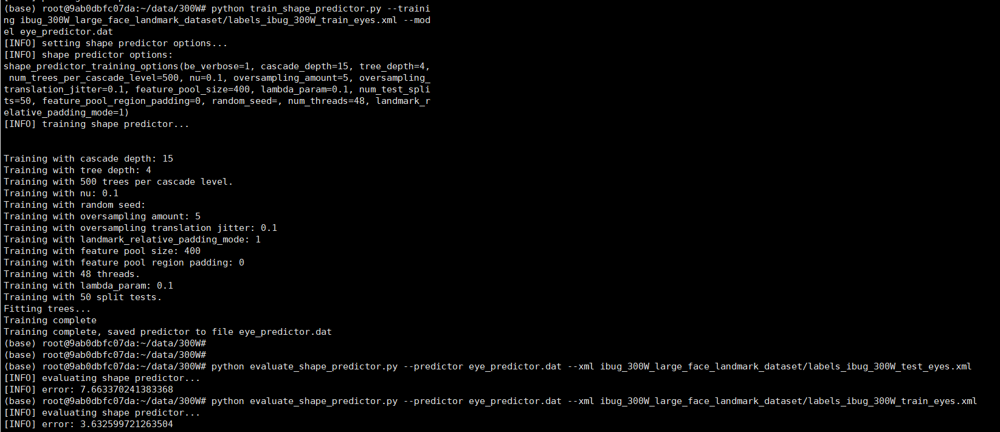 (base) root@9ab0dbfc07da:~/data/300W# python train_shape_predictor.py --traini
ng ibug_300W_large_face_landmark_dataset/labels_ibug_300W_train_eyes.xml --mod
el eye_predictor.dat
[INFO] setting shape predictor options...
[INFO] shape predictor options:
shape_predictor_training_options(be_verbose=1, cascade_depth=15, tree_depth=4,
 num_trees_per_cascade_level=500, nu=0.1, oversampling_amount=5, oversampling_
translation_jitter=0.1, feature_pool_size=400, lambda_param=0.1, num_test_spli
ts=50, feature_pool_region_padding=0, random_seed=, num_threads=48, landmark_r
elative_padding_mode=1)
[INFO] training shape predictor...
Training with cascade depth: 15
Training with tree depth: 4
Training with 500 trees per cascade level.
Training with nu: 0.1
Training with random seed:
Training with oversampling amount: 5
Training with oversampling translation jitter: 0.1
Training with landmark_relative_padding_mode: 1
Training with feature pool size: 400
Training with feature pool region padding: 0
Training with 48 threads.
Training with lambda_param: 0.1
Training with 50 split tests.
Fitting trees...
Training complete
Training complete, saved predictor to file eye_predictor.dat
(base) root@9ab0dbfc07da:~/data/300W#
(base) root@9ab0dbfc07da:~/data/300W#
(base) root@9ab0dbfc07da:~/data/300W# python evaluate_shape_predictor.py --predictor eye_predictor.dat --xml ibug_300W_large_face_landmark_dataset/labels_ibug_300W_test_eyes.xml
[INFO] evaluating shape predictor...
[INFO] error: 7.663370241383368
(base) root@9ab0dbfc07da:~/data/300W# python evaluate_shape_predictor.py --predictor eye_predictor.dat --xml ibug_300W_large_face_landmark_dataset/labels_ibug_300W_train_eyes.xml
[INFO] evaluating shape predictor...
[INFO] error: 3.632599721263504